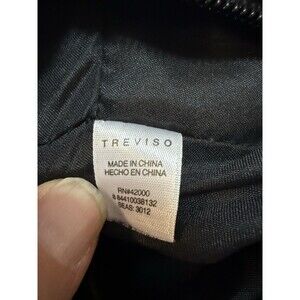 TREVISO
MADE IN CHINA
HECHO EN CHINA
RN#42000
8 84410038132
SEAS: 3012